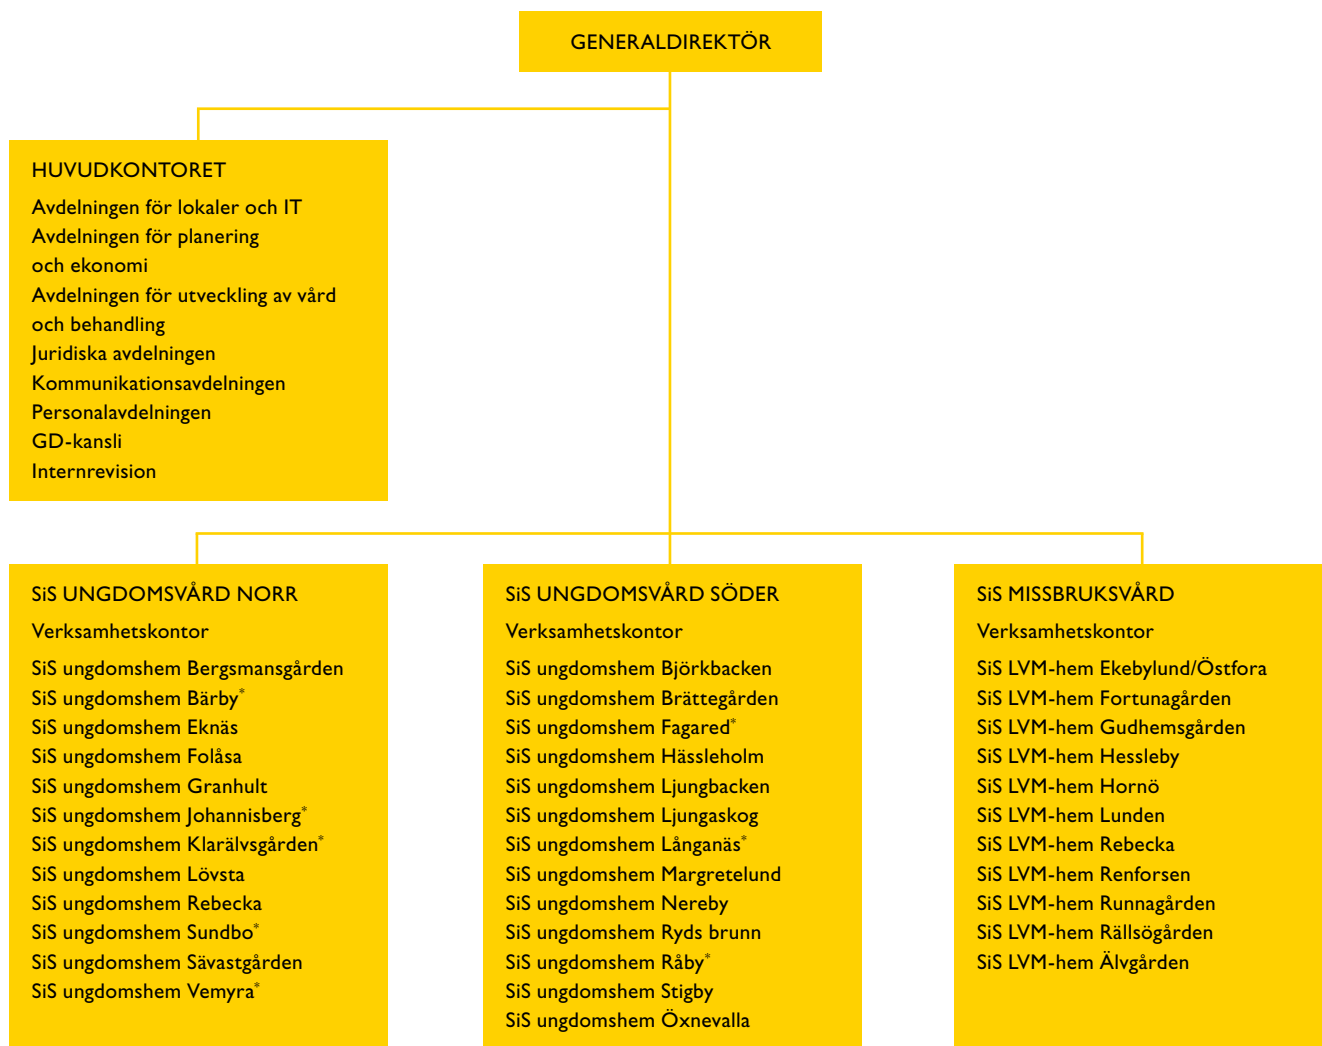 GENERALDIREKTÖR
HUVUDKONTORET
Avdelningen för lokaler och IT
Avdelningen för planering
och ekonomi
Avdelningen för utveckling av vård
och behandling
Juridiska avdelningen
Kommunikationsavdelningen
Personalavdelningen
GD-kansli
Internrevision
SiS UNGDOMSVÅRD NORR
Verksamhetskontor
SiS ungdomshem Bergsmansgården
SiS ungdomshem Bärby*
SiS ungdomshem Eknäs
SiS ungdomshem Folåsa
SiS ungdomshem Granhult
SiS ungdomshem Johannisberg*
SiS ungdomshem Klarälvsgården*
SiS ungdomshem Lövsta
SiS ungdomshem Rebecka
SiS ungdomshem Sundbo*
SiS ungdomshem Sävastgården
SiS ungdomshem Vemyra*
SiS UNGDOMSVÅRD SÖDER
Verksamhetskontor
SiS ungdomshem Björkbacken
SiS ungdomshem Brättegården
SiS ungdomshem Fagared*
SiS ungdomshem Hässleholm
SiS ungdomshem Ljungbacken
SiS ungdomshem Ljungaskog
SiS ungdomshem Långanäs*
SiS ungdomshem Margretelund
SiS ungdomshem Nereby
SiS ungdomshem Ryds brunn
SiS ungdomshem Råby*
SiS ungdomshem Stigby
SiS ungdomshem Öxnevalla
SiS MISSBRUKSVÅRD
Verksamhetskontor
SiS LVM-hem Ekebylund/Östfora
SiS LVM-hem Fortunagården
SiS LVM-hem Gudhemsgården
SiS LVM-hem Hessleby
SiS LVM-hem Hornö
SiS LVM-hem Lunden
SiS LVM-hem Rebecka
SiS LVM-hem Renforsen
SiS LVM-hem Runnagården
SiS LVM-hem Rällsögården
SiS LVM-hem Älvgården